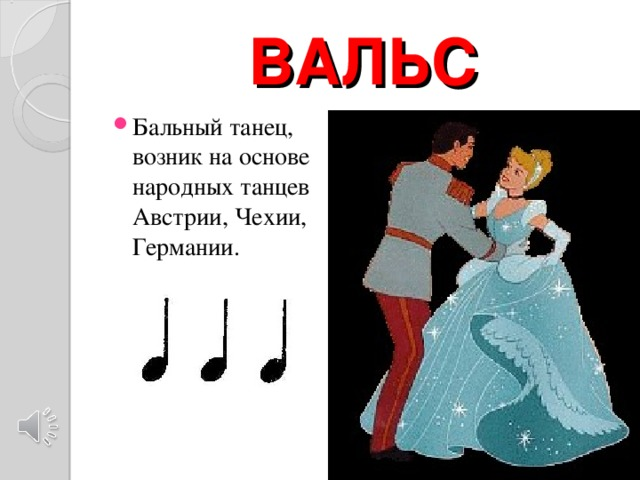 ВАЛЬС
Бальный танец,
возник на основе
народных танцев
Австрии, Чехии,
Германии.